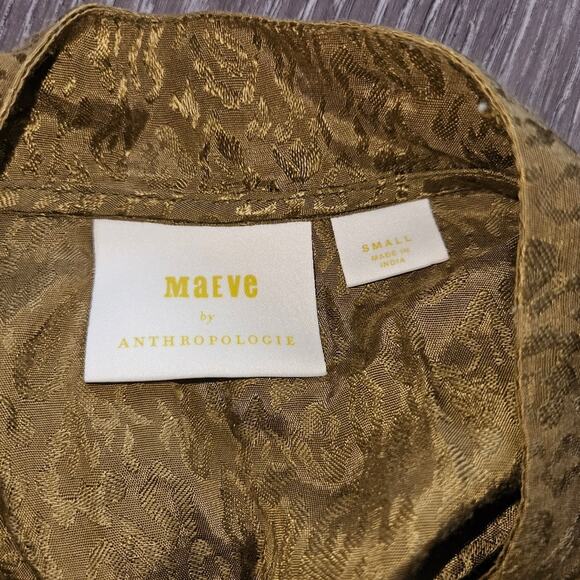 MaEVe
by
ANTHROPOLOGIE
SMALL
MADE IN
INDIA